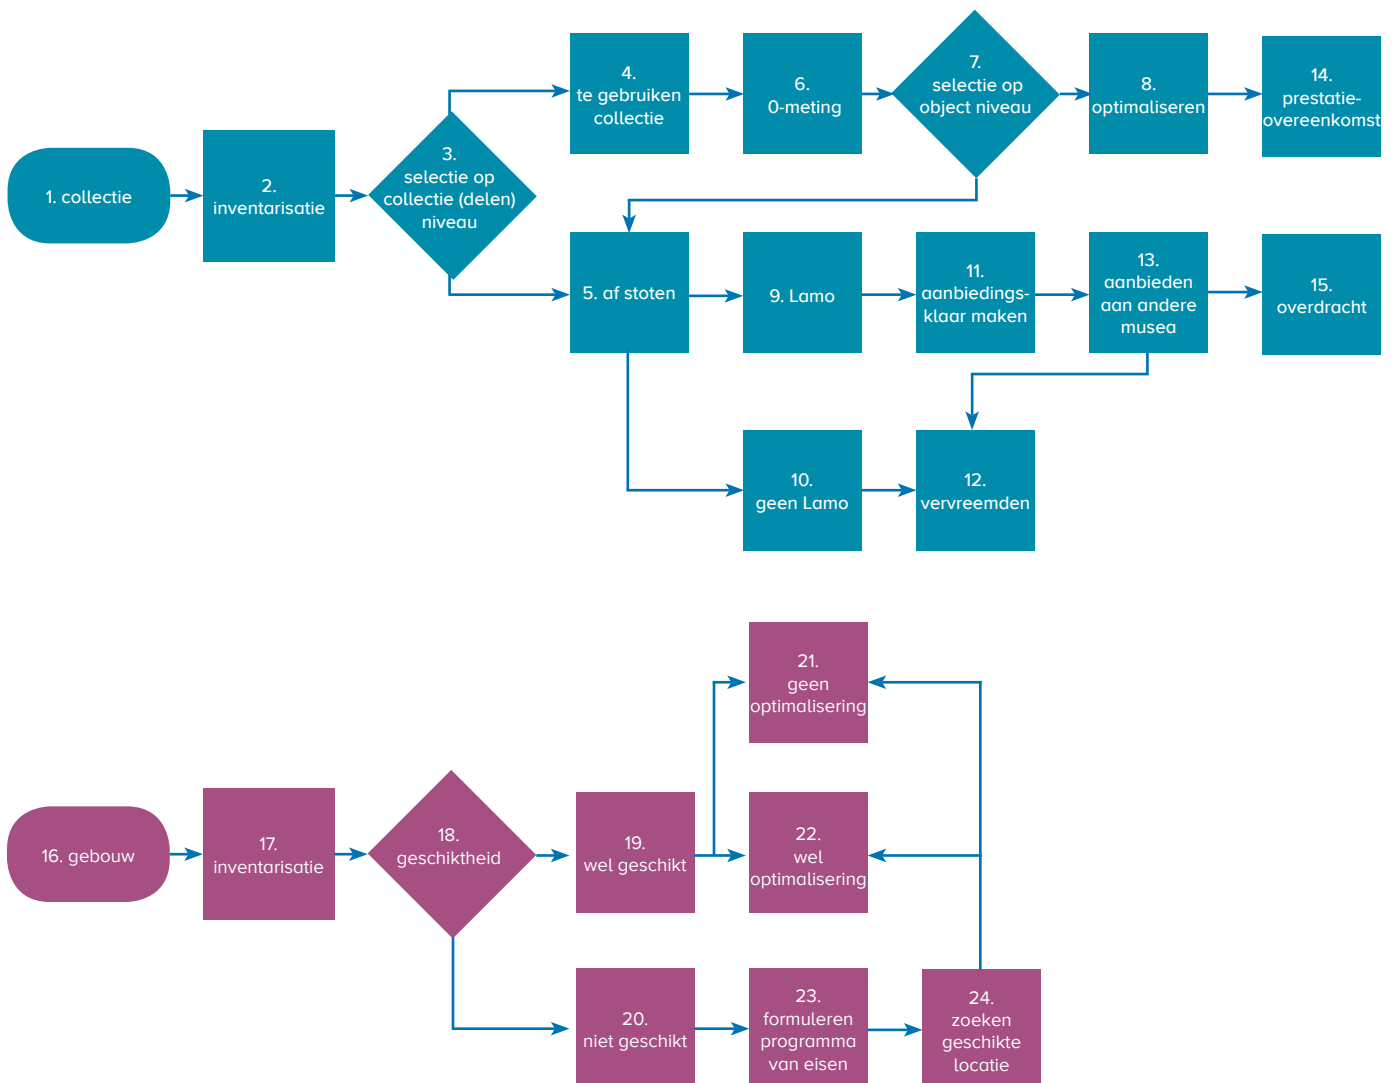 1. collectie
2.
inventarisatie
3.
selectie op
collectie (delen)
niveau
4.
te gebruiken
collectie
6.
0-meting
7.
selectie op
object niveau
8.
optimaliseren
14.
prestatie-
overeenkomst
5. af stoten
9. Lamo
11.
aanbiedings-
klaar maken
13.
aanbieden
aan andere
musea
15.
overdracht
10.
geen Lamo
12.
vervreemden
16. gebouw
17.
inventarisatie
18.
geschiktheid
19.
wel geschikt
21.
geen
optimalisering
22.
wel
optimalisering
20.
niet geschikt
23.
formuleren
programma
van eisen
24.
zoeken
geschikte
locatie